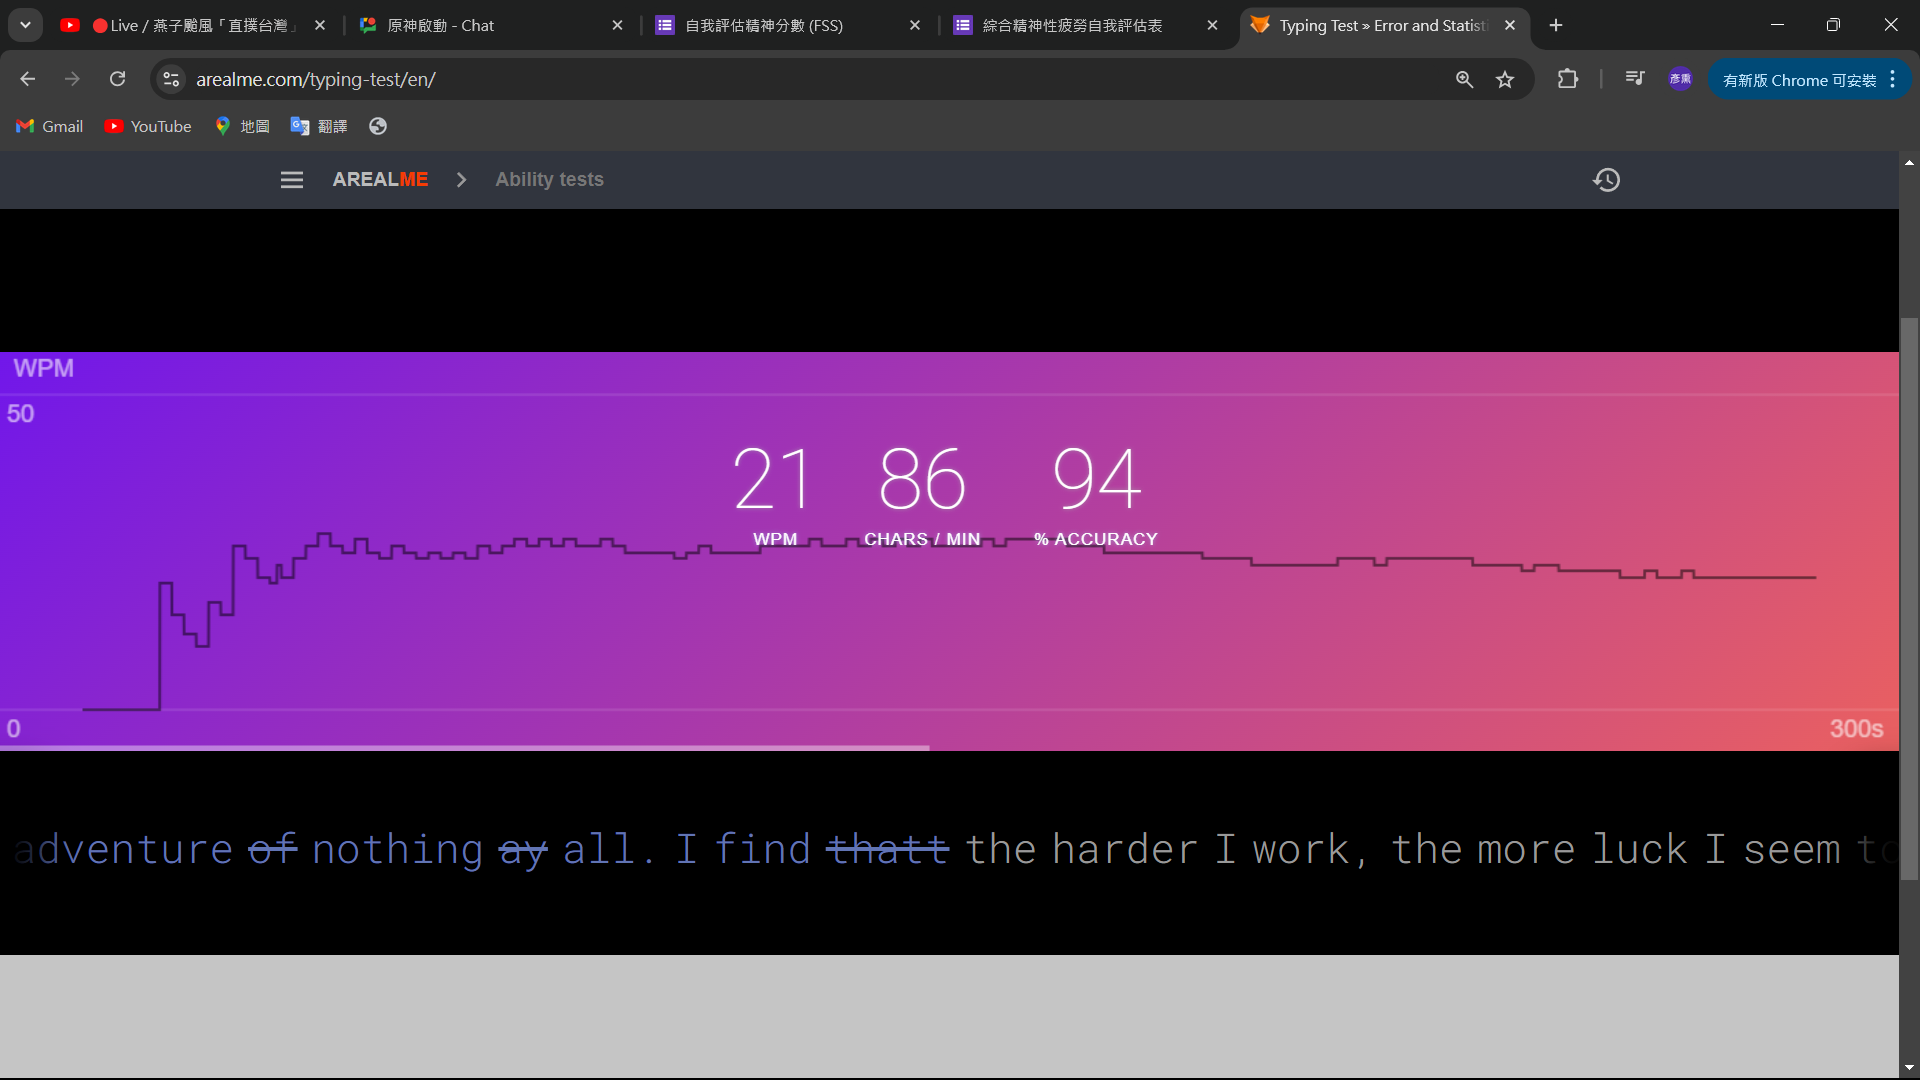 Live / 燕子颱風「直撲台灣」
原神啟動 - Chat
自我評估精神分數 (FSS)
綜合精神性疲勞自我評估表
Typing Test » Error and Statisti
arealme.com/typing-test/en/
彥熏
有新版 Chrome 可安裝
Gmail
YouTube
地圖
翻譯
AREALME
Ability tests
WPM
50
21 86 94
WPM CHARS / MIN % ACCURACY
0
300s
adventure of nothing ay all. I find thatt the harder I work, the more luck I seem to